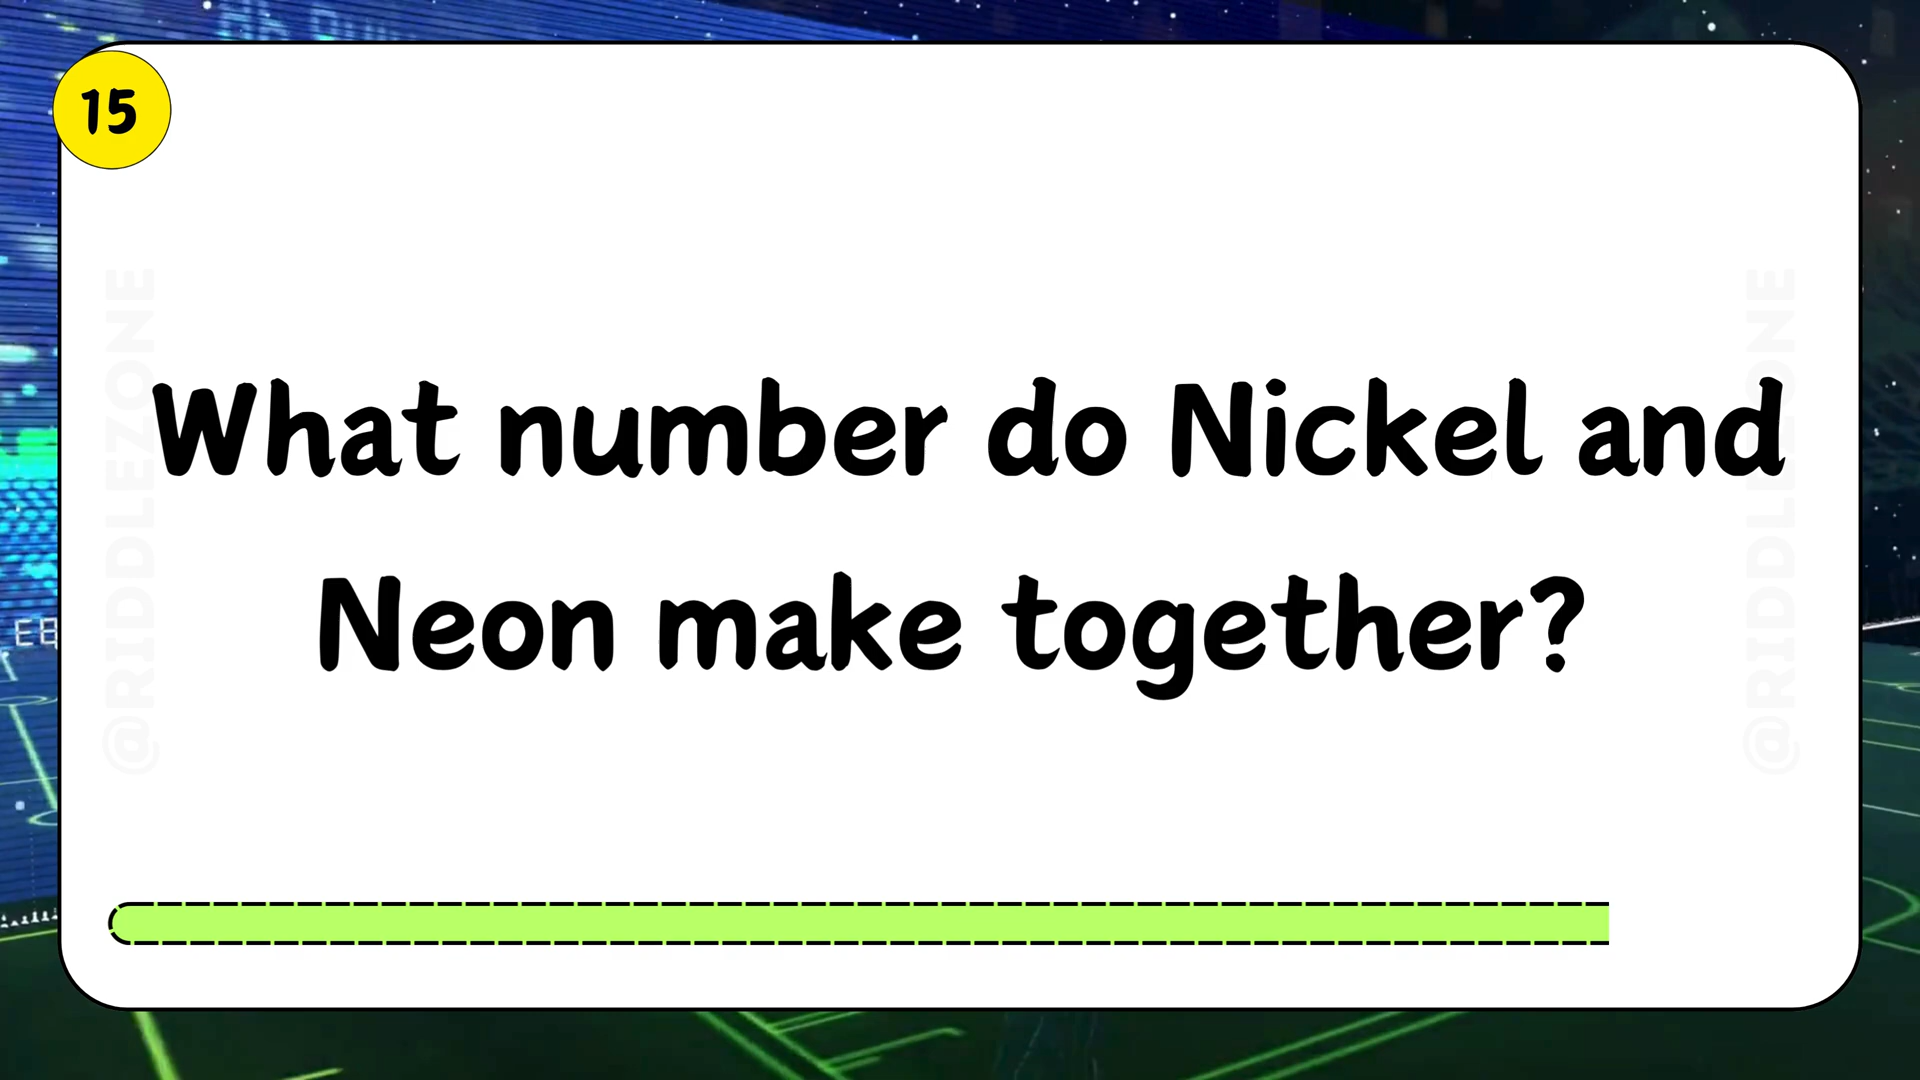 15
What number do Nickel and
Neon make together?
@RIDDLEZONE
@RIDDLEZONE